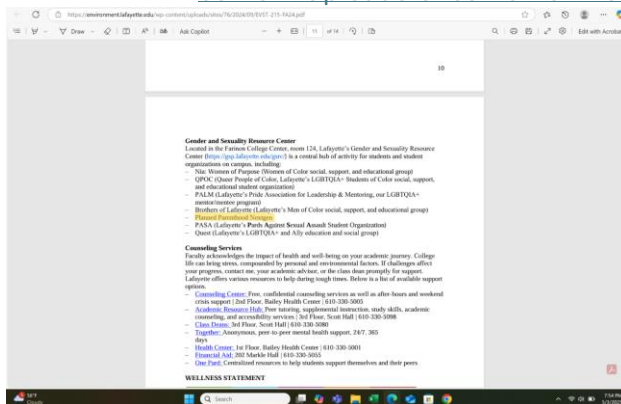 https://environment.lafayette.edu/wp-content/uploads/sites/76/2024/09/EVST-215-FA24.pdf
Draw
Ask Copilot
11 of 14
Edit with Acrobat
10
Gender and Sexuality Resource Center
Located in the Farinon College Center, room 124, Lafayette's Gender and Sexuality Resource
Center (https://gsp.lafayette.edu/gsrc/) is a central hub of activity for students and student
organizations on campus, including:
– Nia: Women of Purpose (Women of Color social, support, and educational group)
– QPOC (Queer People of Color, Lafayette's LGBTQIA+ Students of Color social, support,
and educational student organization)
– PALM (Lafayette's Pride Association for Leadership & Mentoring, our LGBTQIA+
mentor/mentee program)
– Brothers of Lafayette (Lafayette's Men of Color social, support, and educational group)
– Planned Parenthood Nextgen
– PASA (Lafayette's Pards Against Sexual Assault Student Organization)
– Quest (Lafayette's LGBTQIA+ and Ally education and social group)
Counseling Services
Faculty acknowledges the impact of health and well-being on your academic journey. College
life can bring stress, compounded by personal and environmental factors. If challenges affect
your progress, contact me, your academic advisor, or the class dean promptly for support.
Lafayette offers various resources to help during tough times. Below is a list of available support
options.
– Counseling Center: Free, confidential counseling services as well as after-hours and weekend
crisis support | 2nd Floor, Bailey Health Center | 610-330-5005
– Academic Resource Hub: Peer tutoring, supplemental instruction, study skills, academic
counseling, and accessibility services | 3rd Floor, Scott Hall | 610-330-5098
– Class Deans: 3rd Floor, Scott Hall | 610-330-5080
– Together: Anonymous, peer-to-peer mental health support, 24/7, 365
days
– Health Center: 1st Floor, Bailey Health Center | 610-330-5001
– Financial Aid: 202 Markle Hall | 610-330-5055
– One Pard: Centralized resources to help students support themselves and their peers
WELLNESS STATEMENT
Cloudy
Search
7:54 PM